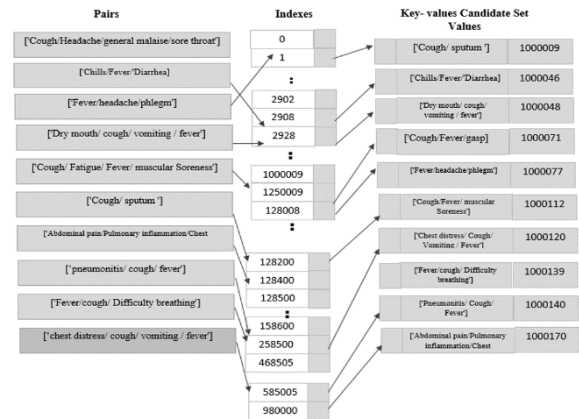 Pairs
Indexes
Key- values Candidate Set
Values
['Cough/Headache/general malaise/sore throat']
['Chills/Fever/'Diarrhea]
['Fever/headache/phlegm']
['Dry mouth/ cough/ vomiting / fever']
['Cough/ Fatigue/ Fever/ muscular Soreness']
['Cough/ sputum ']
['Abdominal pain/Pulmonary inflammation/Chest
['pneumonitis/ cough/ fever']
['Fever/cough/ Difficulty breathing']
['chest distress/ cough/ vomiting / fever']
0
1
:
2902
2908
2928
:
1000009
1250009
128008
:
128200
128400
128500
:
158600
258500
468505
585005
980000
['Cough/ sputum '] 1000009
['Chills/Fever/'Diarrhea] 1000046
['Dry mouth/ cough/
vomiting / fever'] 1000048
['Cough/Fever/gasp] 1000071
['Fever/headache/phlegm'] 1000077
['Cough/Fever/ muscular
Soreness'] 1000112
['Chest distress/ Cough/
Vomiting / Fever'] 1000120
['Fever/cough/ Difficulty
breathing'] 1000139
['Pneumonitis/ Cough/
Fever'] 1000140
['Abdominal pain/Pulmonary
inflammation/Chest 1000170